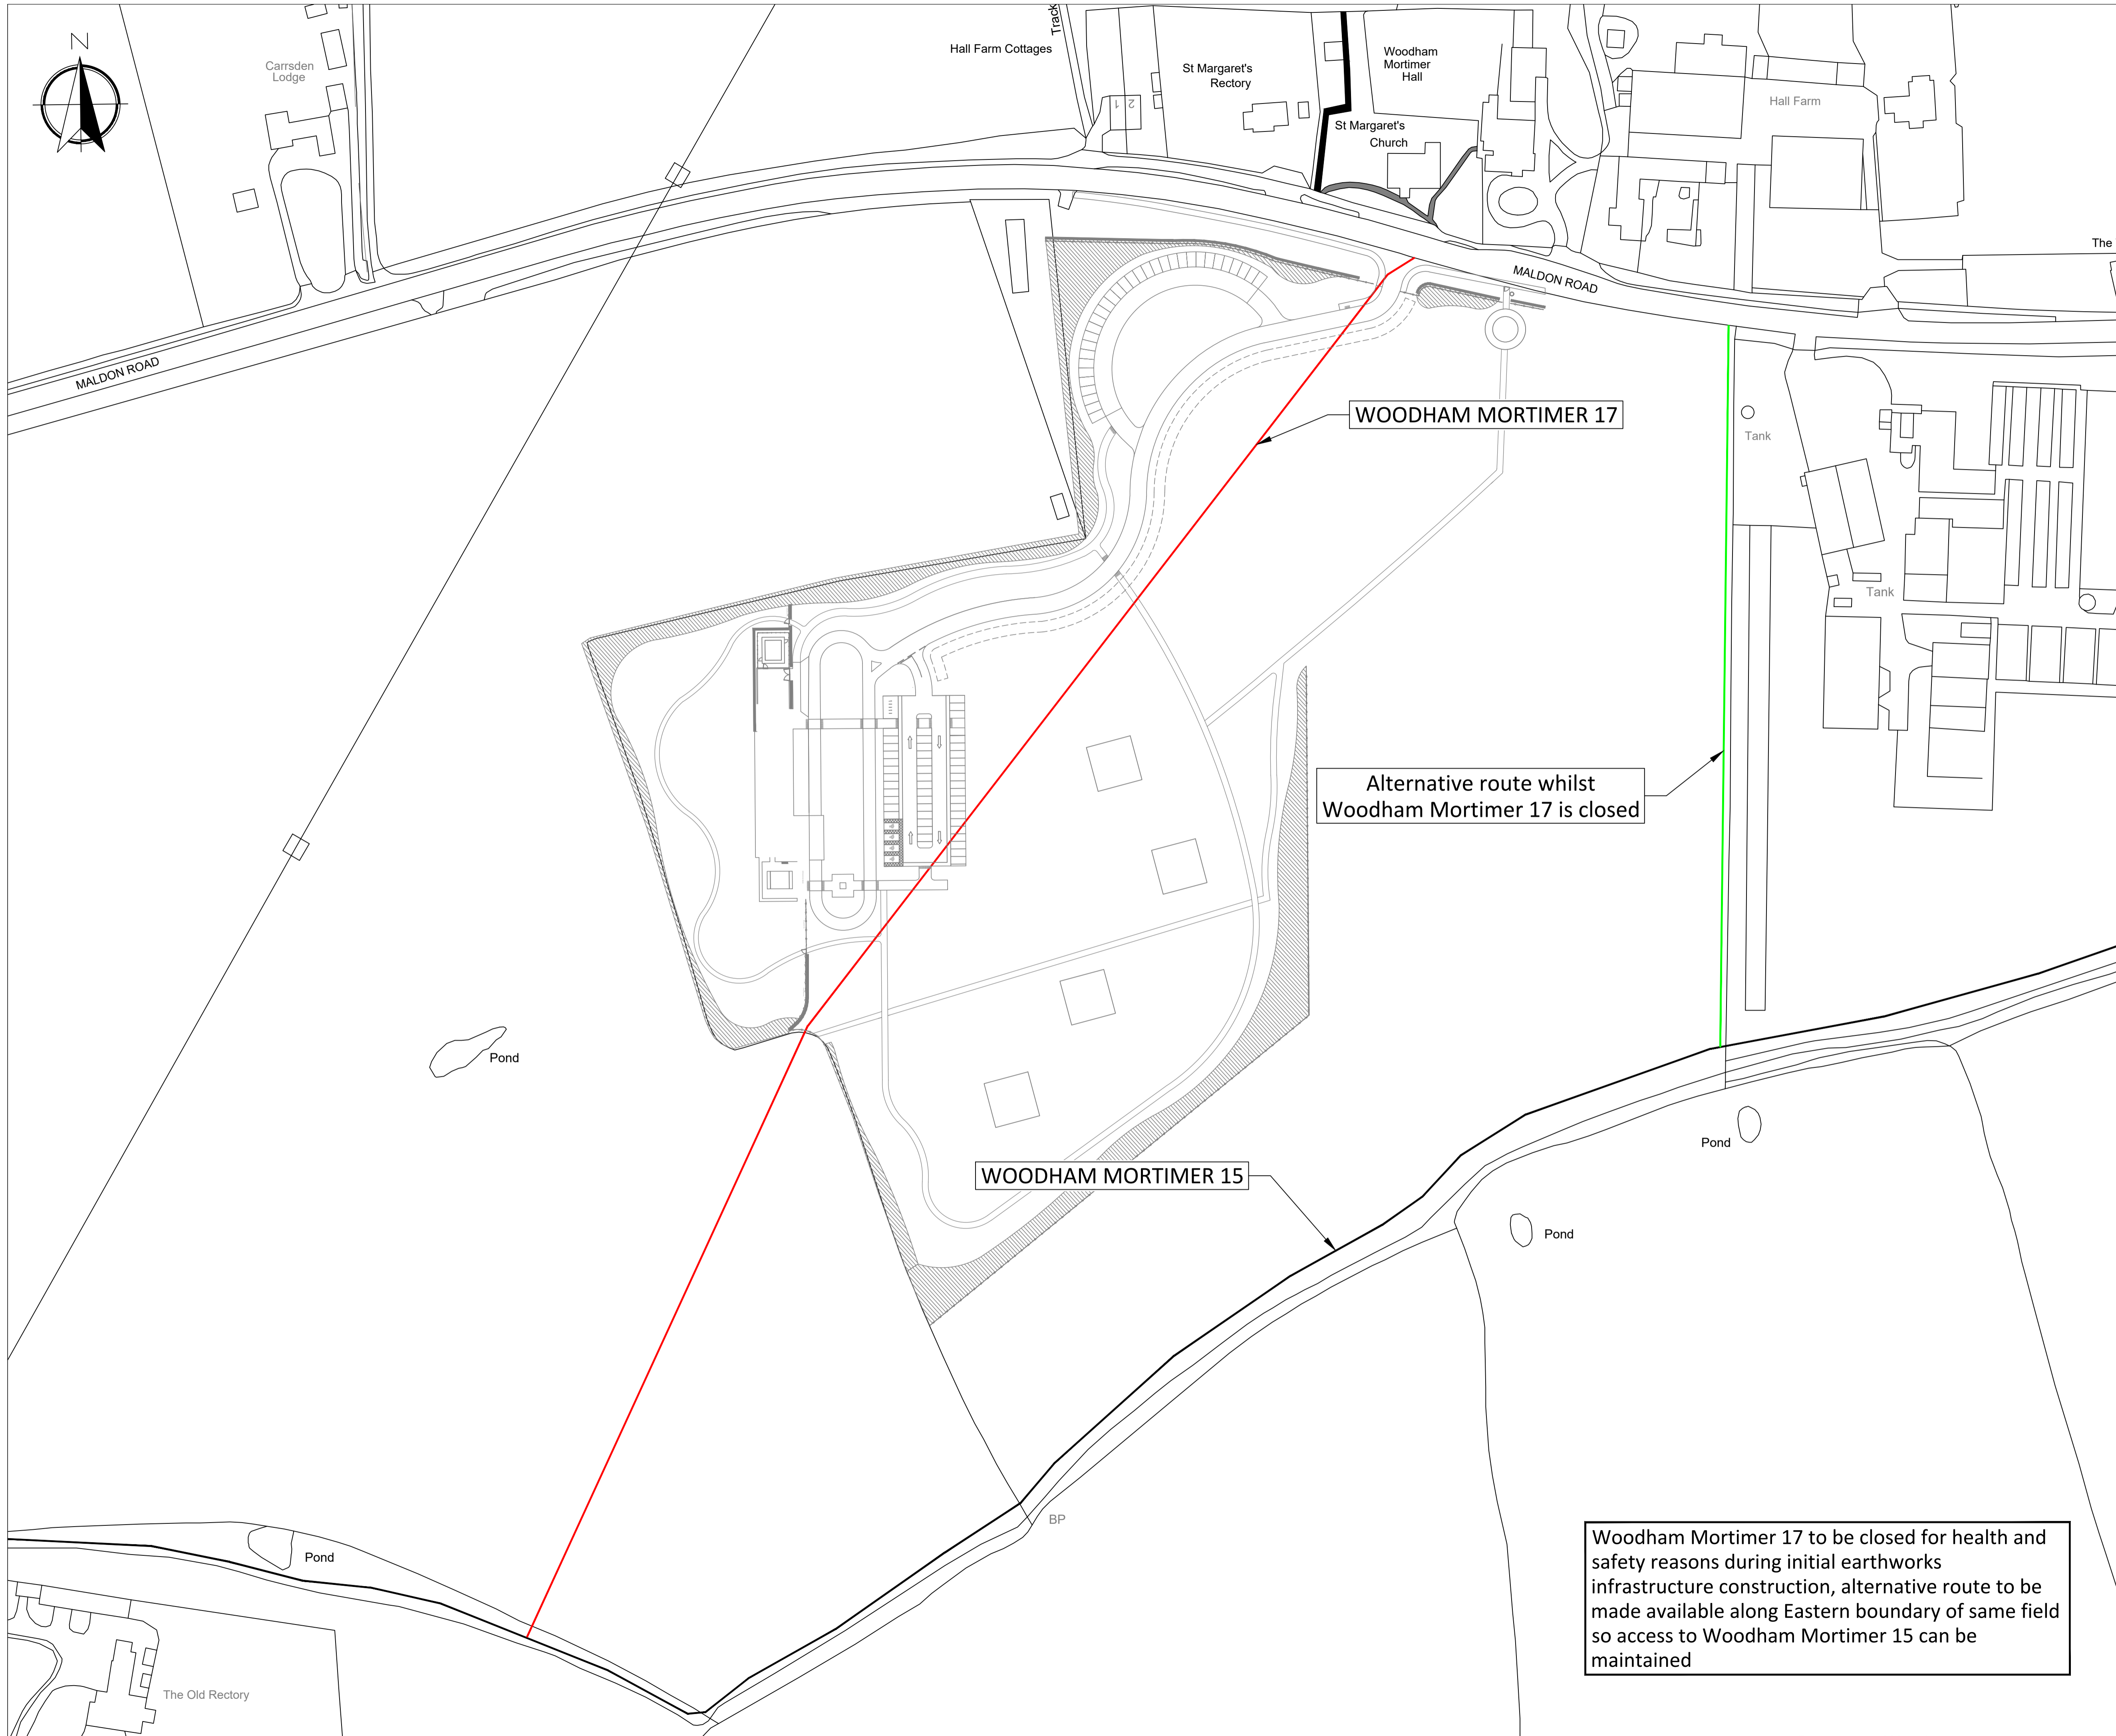 N
Carrsden
Lodge
Track
Hall Farm Cottages
St Margaret's
Rectory
Woodham
Mortimer
Hall
Hall Farm
1 2
St Margaret's
Church
The
MALDON ROAD
MALDON ROAD
WOODHAM MORTIMER 17
Tank
Tank
Alternative route whilst
Woodham Mortimer 17 is closed
Pond
Pond
WOODHAM MORTIMER 15
Pond
BP
Pond
The Old Rectory
Woodham Mortimer 17 to be closed for health and
safety reasons during initial earthworks
infrastructure construction, alternative route to be
made available along Eastern boundary of same field
so access to Woodham Mortimer 15 can be
maintained